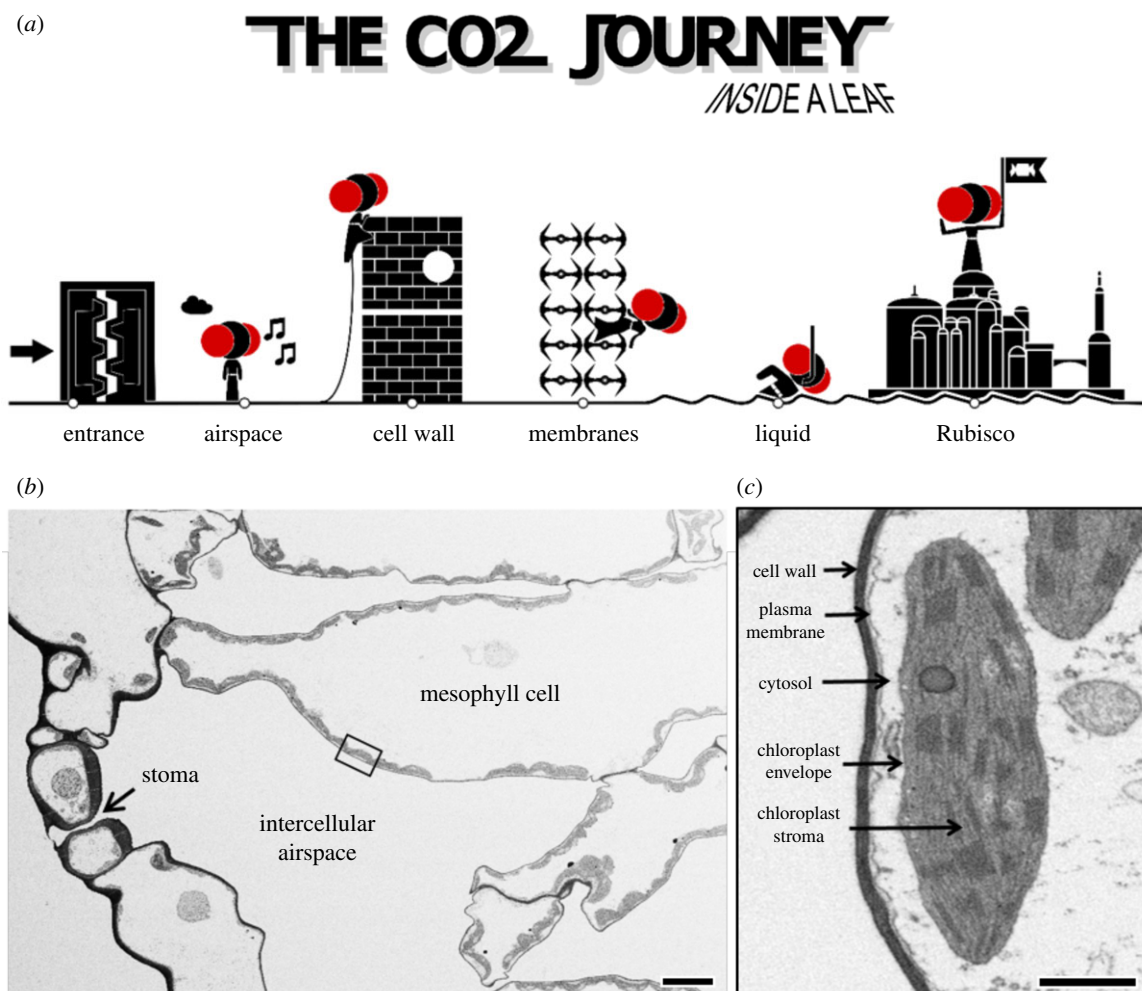 (a)
THE CO2 JOURNEY
INSIDE A LEAF
entrance
airspace
cell wall
membranes
liquid
Rubisco
(b)
stoma
mesophyll cell
intercellular
airspace
(c)
cell wall
plasma
membrane
cytosol
chloroplast
envelope
chloroplast
stroma